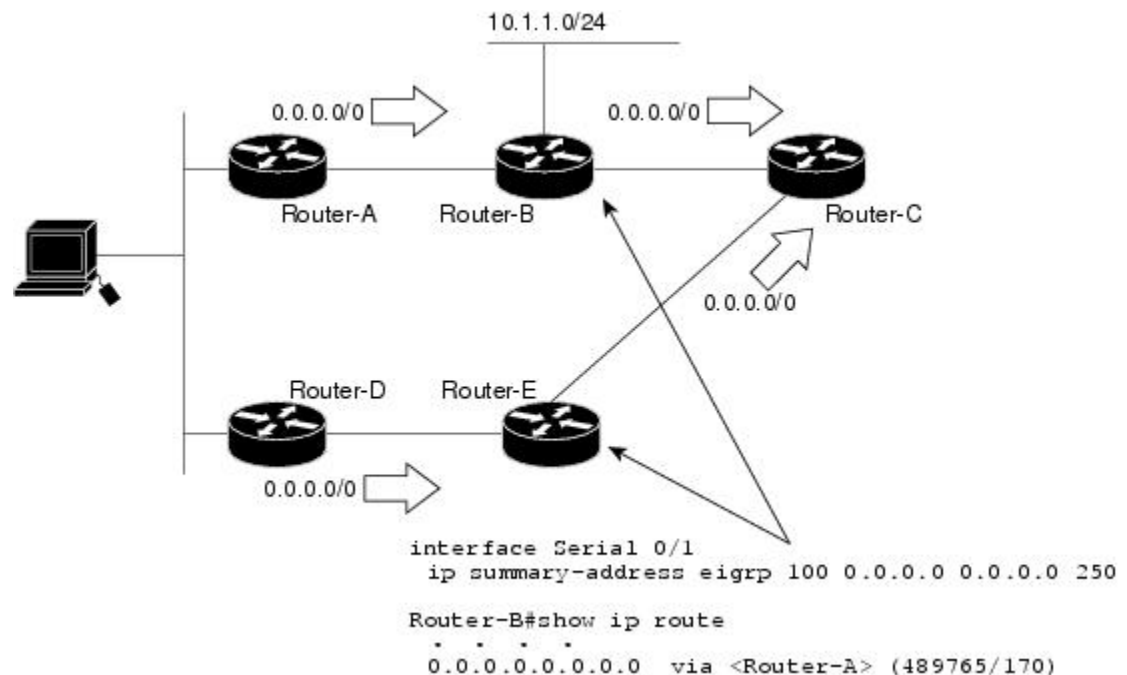 10.1.1.0/24
0.0.0.0/0
0.0.0.0/0
Router-A
Router-B
Router-C
0.0.0.0/0
Router-D
Router-E
0.0.0.0/0
interface Serial 0/1
ip summary-address eigrp 100 0.0.0.0 0.0.0.0 250
Router-B#show ip route
. . . .
0.0.0.0.0.0.0.0 via <Router-A> (489765/170)